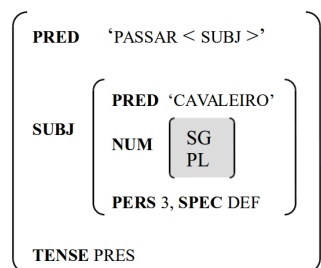 PRED ‘PASSAR < SUBJ >’
PRED ‘CAVALEIRO’
SUBJ
NUM SG
PL
PERS 3, SPEC DEF
TENSE PRES